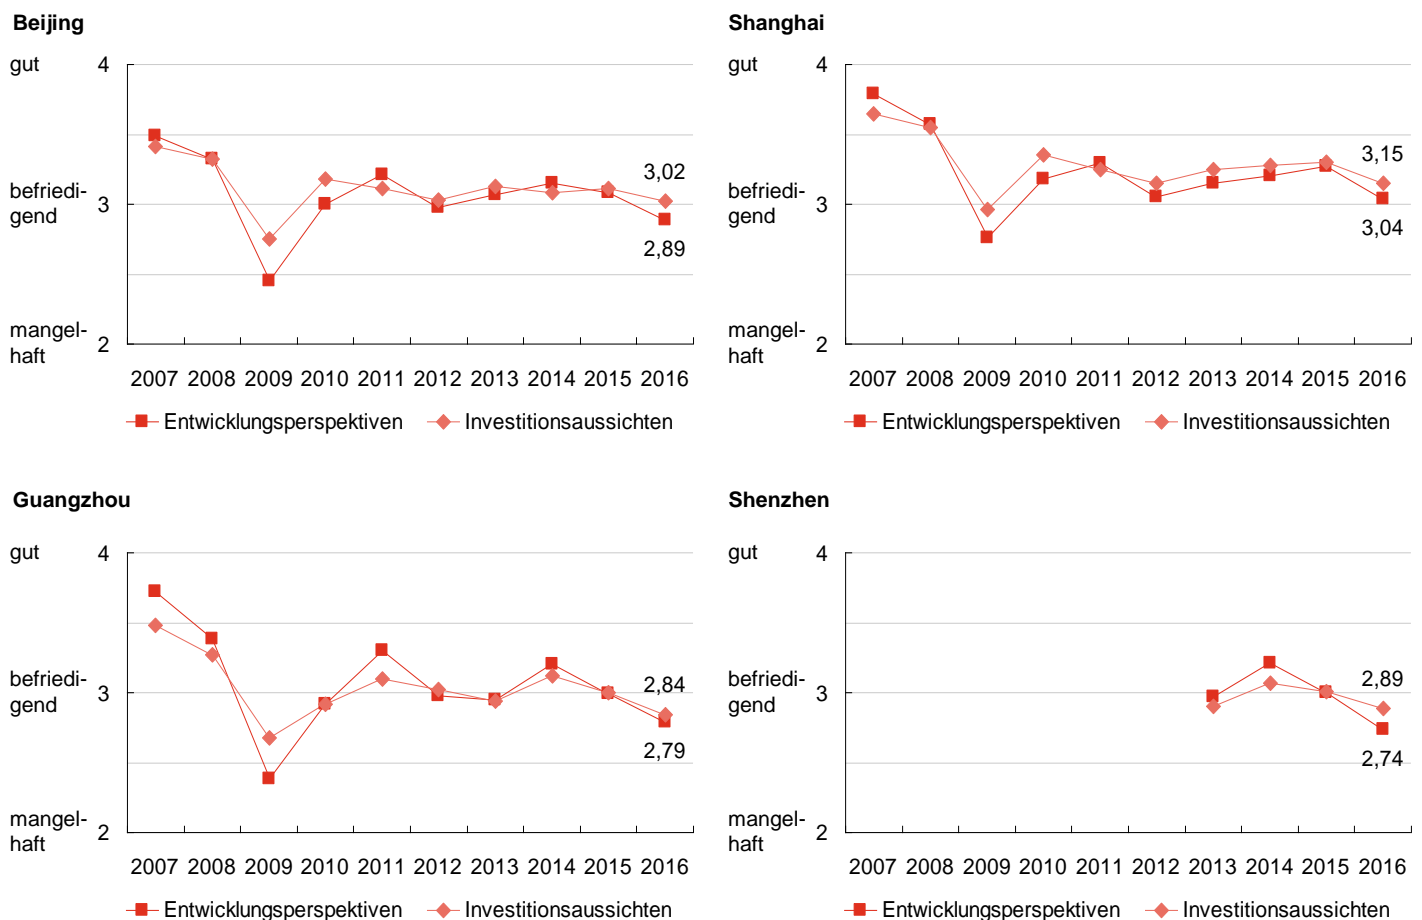 Beijing
gut 4
3,02
befriedi-
gend 3
2,89
mangel-
haft 2
2007 2008 2009 2010 2011 2012 2013 2014 2015 2016
Entwicklungsperspektiven Investitionsaussichten
Shanghai
gut 4
3,15
befriedi-
gend 3
3,04
mangel-
haft 2
2007 2008 2009 2010 2011 2012 2013 2014 2015 2016
Entwicklungsperspektiven Investitionsaussichten
Guangzhou
gut 4
2,84
befriedi-
gend 3
2,79
mangel-
haft 2
2007 2008 2009 2010 2011 2012 2013 2014 2015 2016
Entwicklungsperspektiven Investitionsaussichten
Shenzhen
gut 4
2,89
befriedi-
gend 3
2,74
mangel-
haft 2
2007 2008 2009 2010 2011 2012 2013 2014 2015 2016
Entwicklungsperspektiven Investitionsaussichten